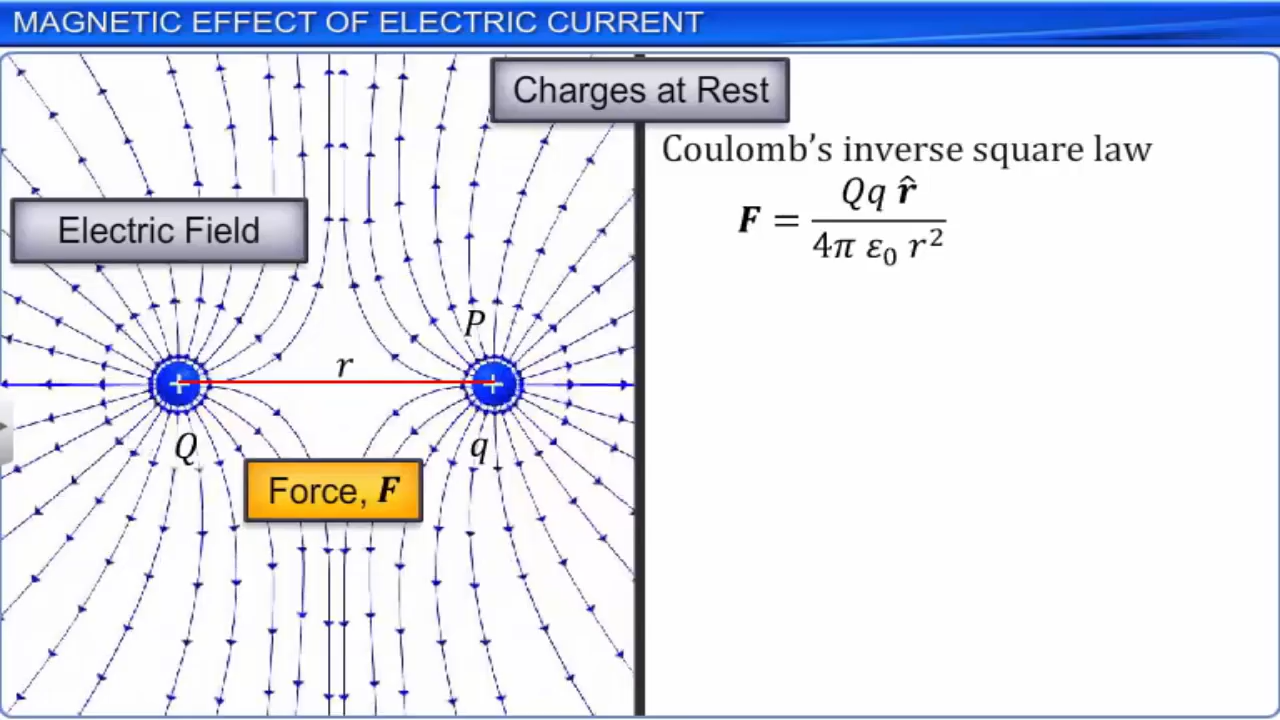 MAGNETIC EFFECT OF ELECTRIC CURRENT
Charges at Rest
Coulomb’s inverse square law
F = Qq r̂ / 4π ε₀ r²
Electric Field
P
r
+ +
Q q
Force, F